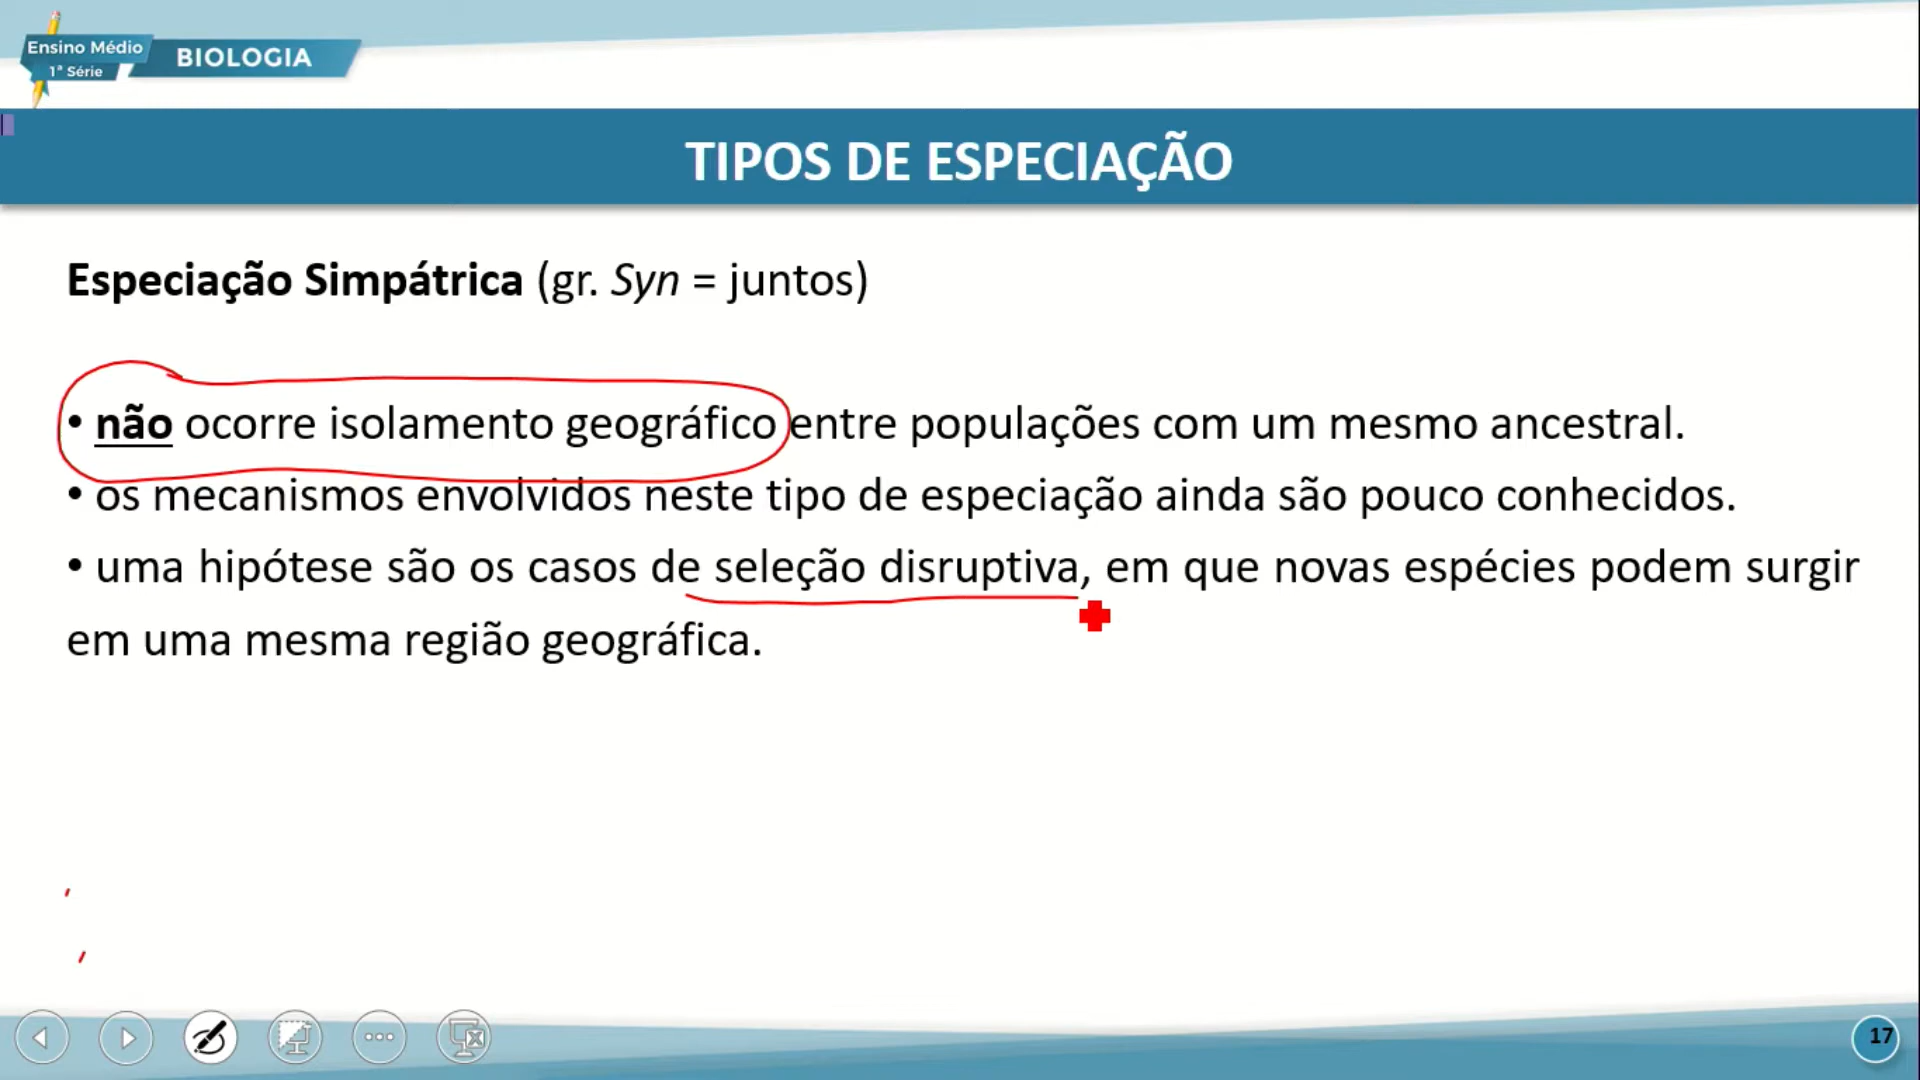 Ensino Médio
1ª Série
BIOLOGIA
TIPOS DE ESPECIAÇÃO
Especiação Simpátrica (gr. Syn = juntos)
• não ocorre isolamento geográfico entre populações com um mesmo ancestral.
• os mecanismos envolvidos neste tipo de especiação ainda são pouco conhecidos.
• uma hipótese são os casos de seleção disruptiva, em que novas espécies podem surgir
em uma mesma região geográfica.
17